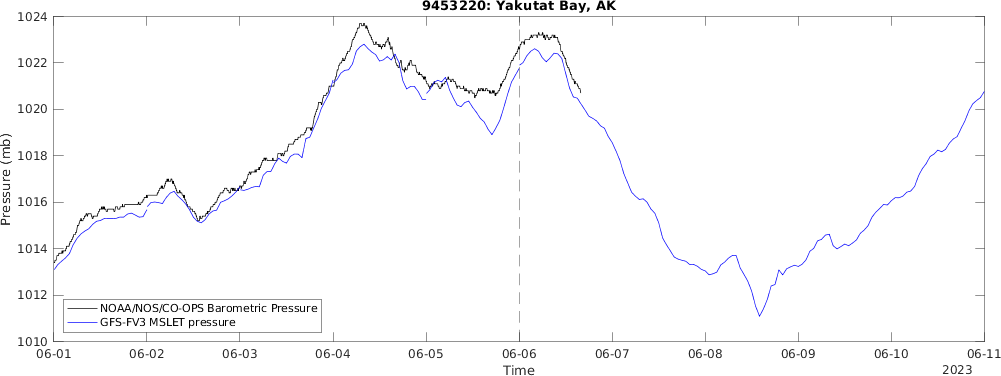 9453220: Yakutat Bay, AK
Pressure (mb)
1024
1022
1020
1018
1016
1014
1012
1010
NOAA/NOS/CO-OPS Barometric Pressure
GFS-FV3 MSLET pressure
06-01 06-02 06-03 06-04 06-05 06-06 06-07 06-08 06-09 06-10 06-11
Time
2023